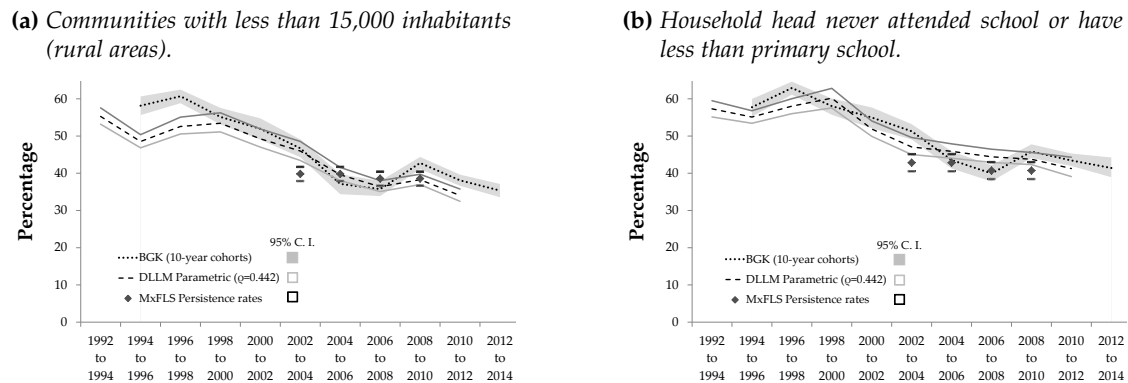 (a) Communities with less than 15,000 inhabitants
(rural areas).
Percentage
60
50
40
30
20
10
0
95% C. I.
BGK (10-year cohorts)
DLLM Parametric (ϱ=0.442)
MxFLS Persistence rates
1992 1994 1996 1998 2000 2002 2004 2006 2008 2010 2012
to to to to to to to to to to to
1994 1996 1998 2000 2002 2004 2006 2008 2010 2012 2014
(b) Household head never attended school or have
less than primary school.
Percentage
60
50
40
30
20
10
0
95% C. I.
BGK (10-year cohorts)
DLLM Parametric (ϱ=0.442)
MxFLS Persistence rates
1992 1994 1996 1998 2000 2002 2004 2006 2008 2010 2012
to to to to to to to to to to to
1994 1996 1998 2000 2002 2004 2006 2008 2010 2012 2014